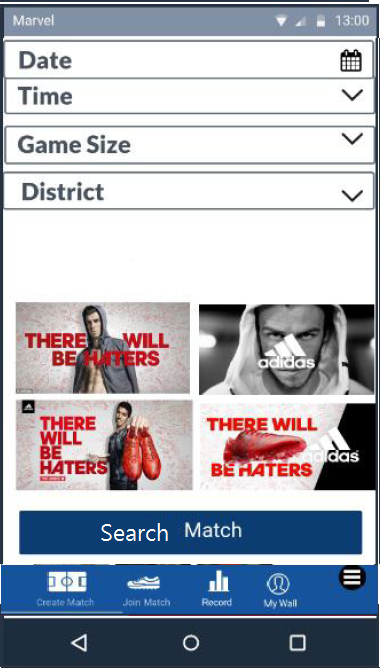 Marvel 13:00
Date
Time
Game Size
District
THERE WILL
BE HATERS
adidas
THERE
WILL
BE
HATERS
THERE WILL
BE HATERS
adidas
Search Match
Create Match Join Match Record My Wall